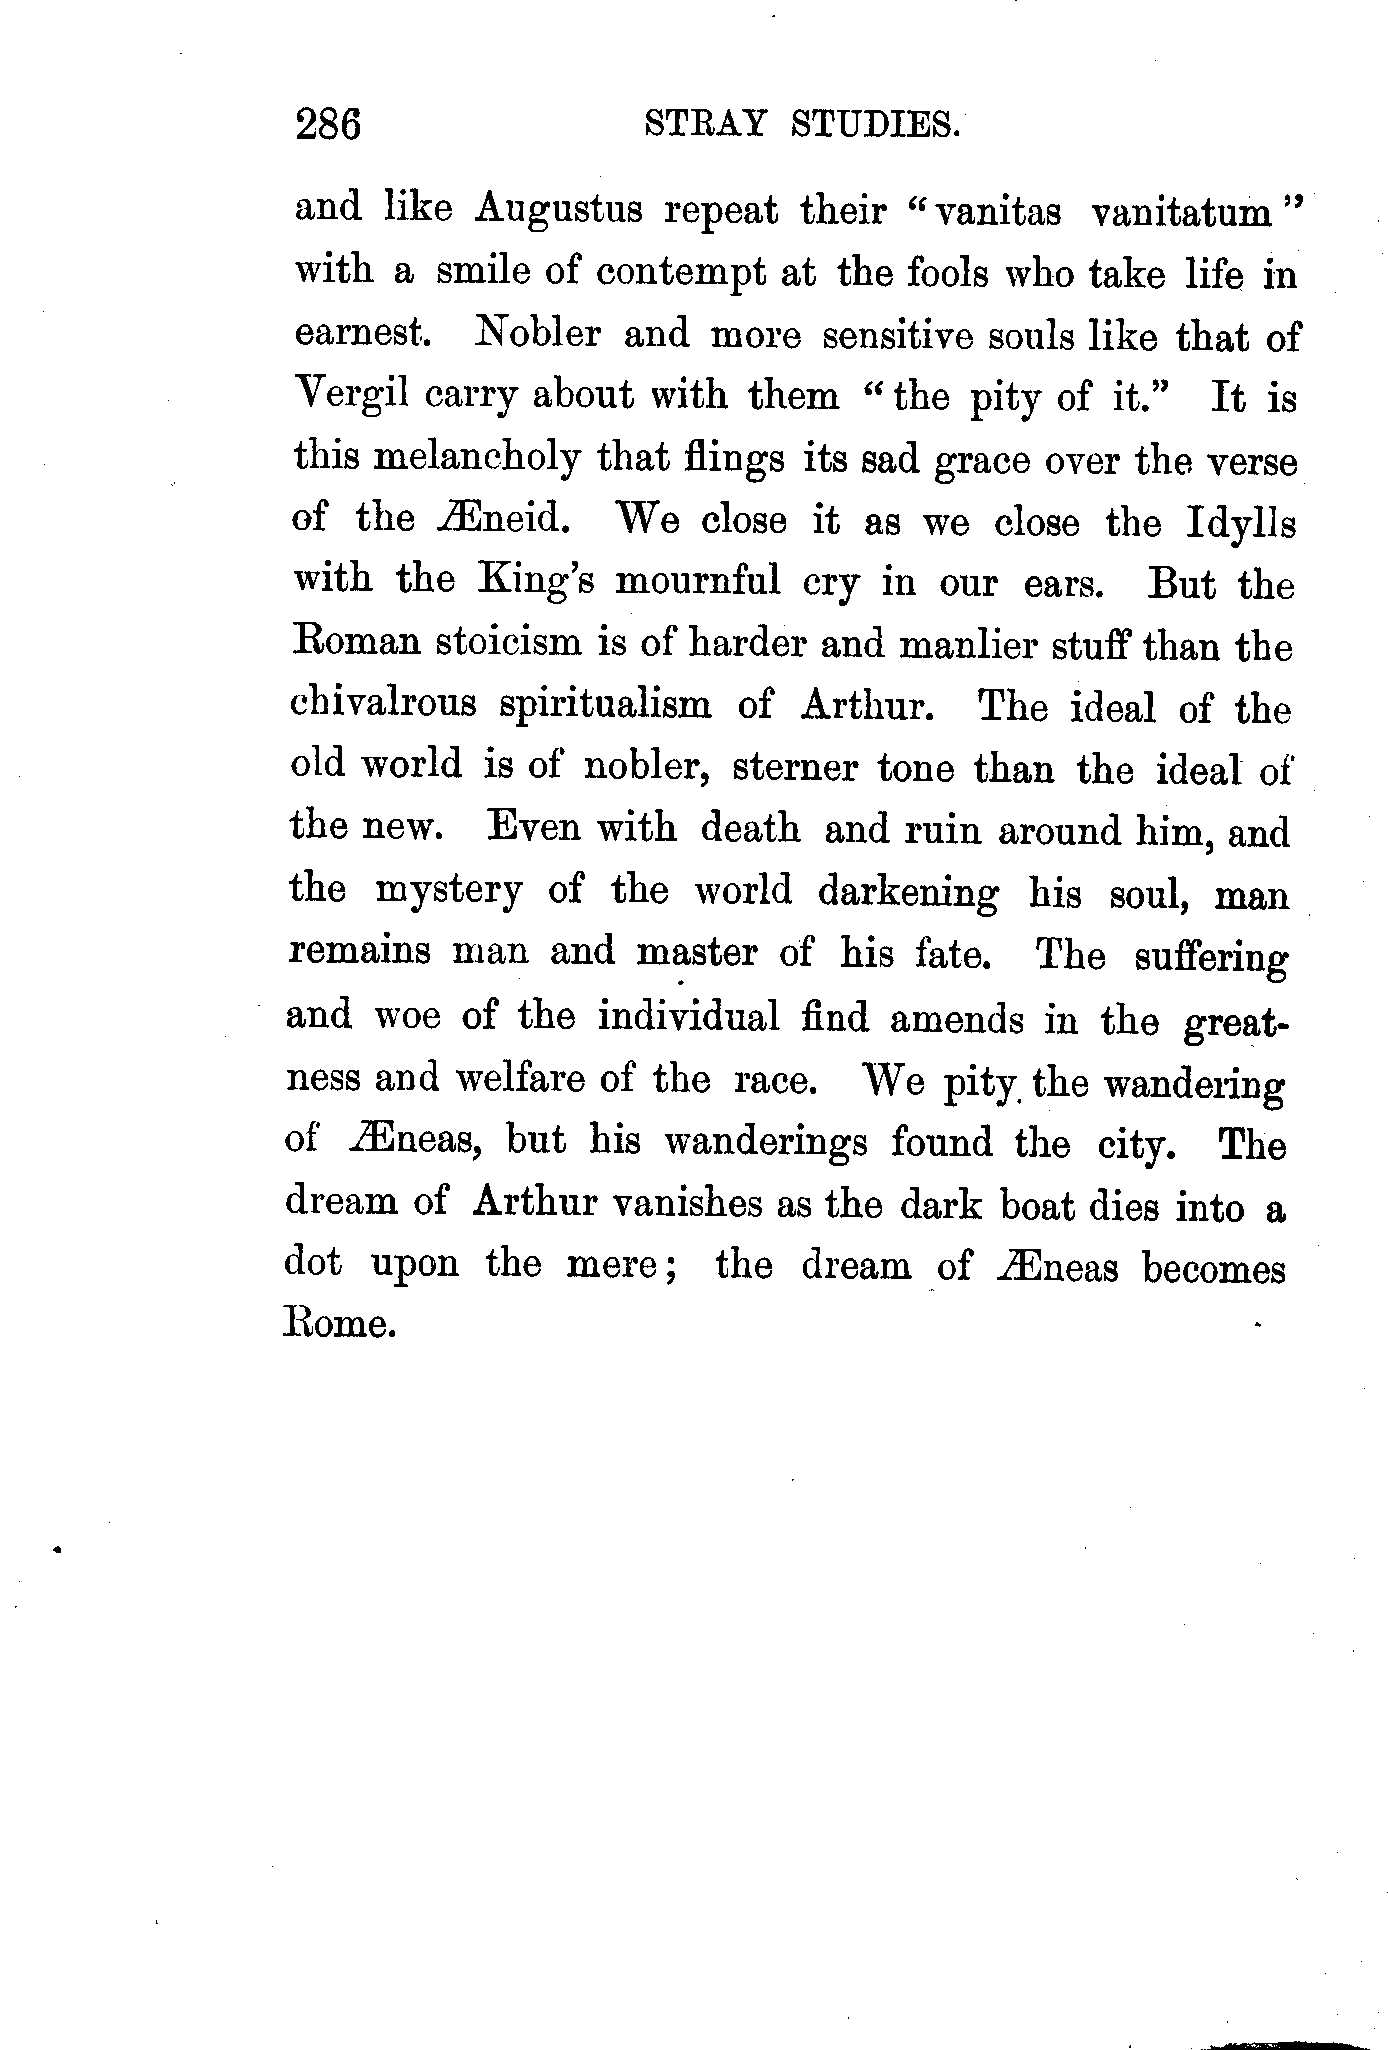 286 STRAY STUDIES.
and like Augustus repeat their "vanitas vanitatum"
with a smile of contempt at the fools who take life in
earnest. Nobler and more sensitive souls like that of
Vergil carry about with them "the pity of it." It is
this melancholy that flings its sad grace over the verse
of the Æneid. We close it as we close the Idylls
with the King's mournful cry in our ears. But the
Roman stoicism is of harder and manlier stuff than the
chivalrous spiritualism of Arthur. The ideal of the
old world is of nobler, sterner tone than the ideal of
the new. Even with death and ruin around him, and
the mystery of the world darkening his soul, man
remains man and master of his fate. The suffering
and woe of the individual find amends in the great-
ness and welfare of the race. We pity the wandering
of Æneas, but his wanderings found the city. The
dream of Arthur vanishes as the dark boat dies into a
dot upon the mere; the dream of Æneas becomes
Rome.